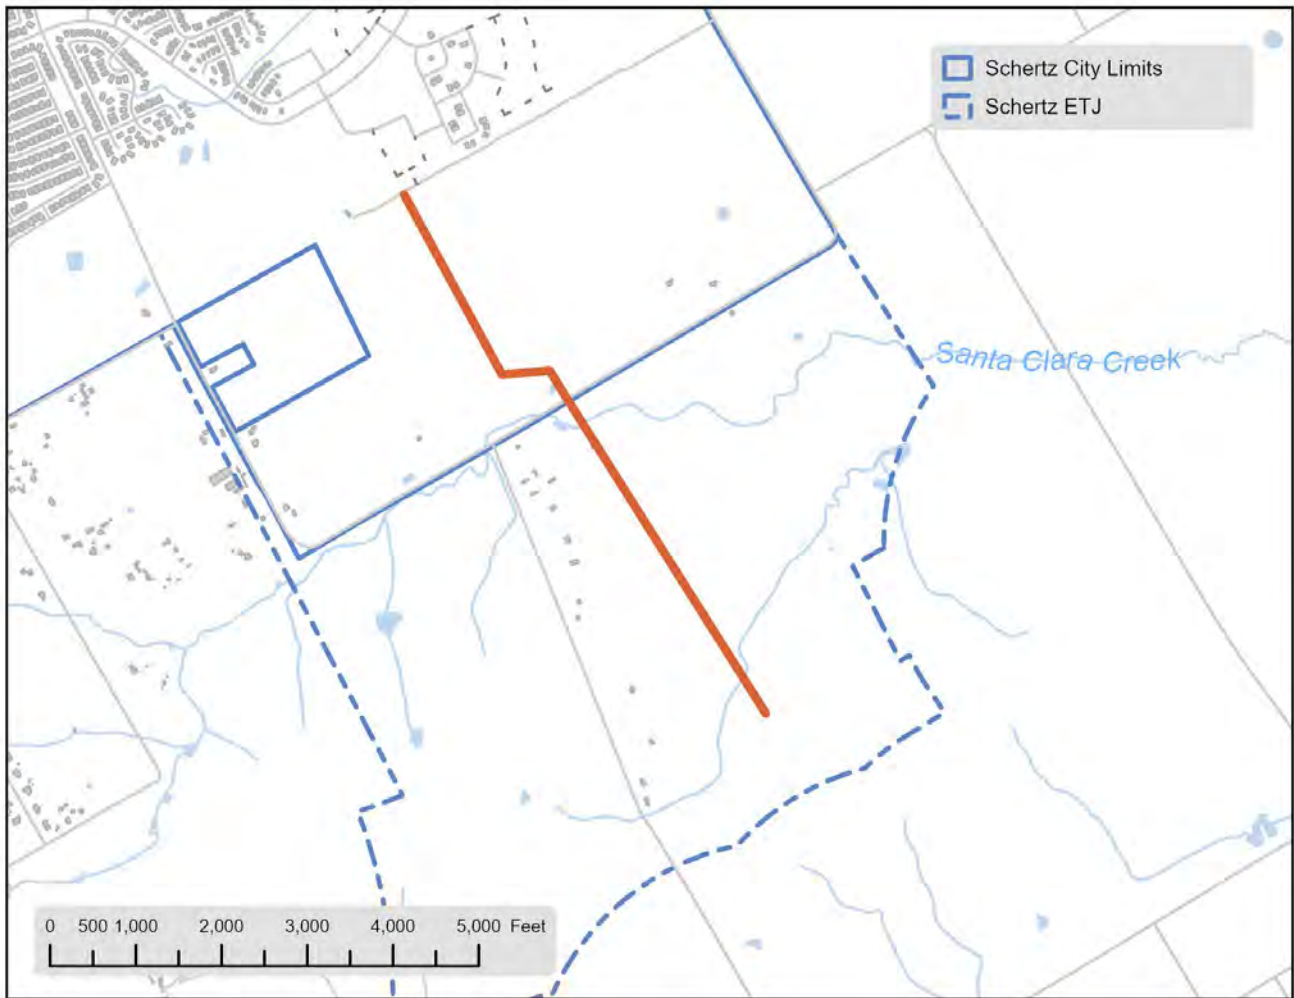 Schertz City Limits
Schertz ETJ
Santa Clara Creek
0 500 1,000 2,000 3,000 4,000 5,000 Feet